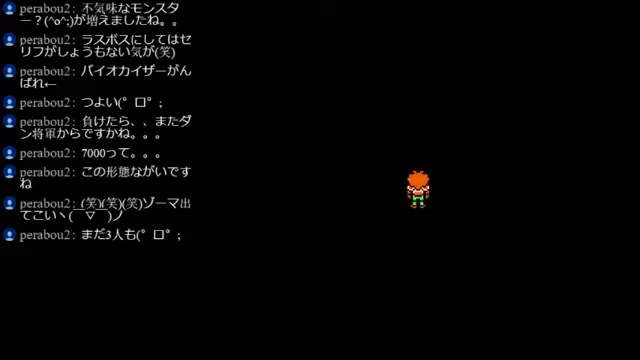 perabou2: 不気味なモンスタ
ー？(^o^;)が増えましたね。。
perabou2: ラスボスにしてはセ
リフがしょうもない気が(笑)
perabou2: バイオカイザーがん
ばれ←
perabou2: つよい(° ロ° ;
perabou2: 負けたら、、またダ
ン将軍からですかね。。。
perabou2: 7000って。。。
perabou2: この形態ながいです
ね
perabou2: (笑)(笑)(笑)ゾーマ出
てこいヽ(￣▽￣)ノ
perabou2: まだ3人も(° ロ° ;